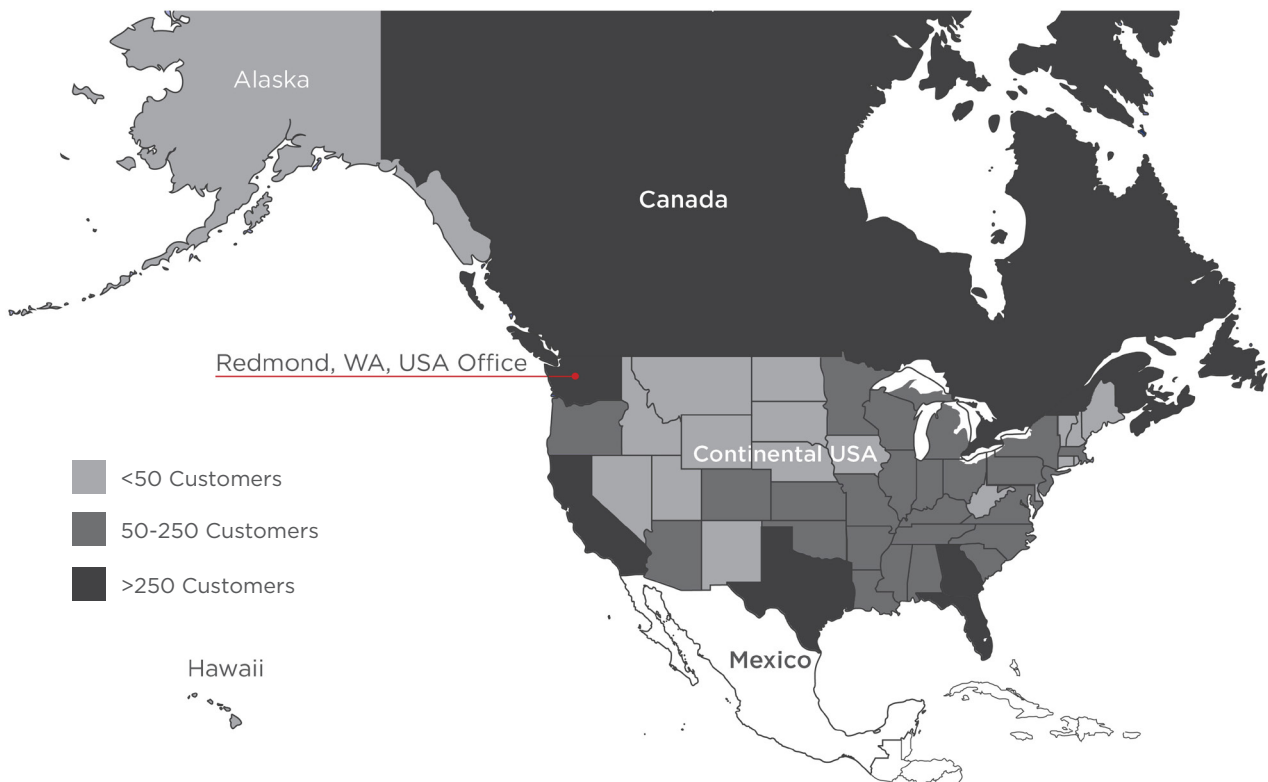 Alaska
Canada
Redmond, WA, USA Office
Continental USA
<50 Customers
50-250 Customers
>250 Customers
Hawaii
Mexico